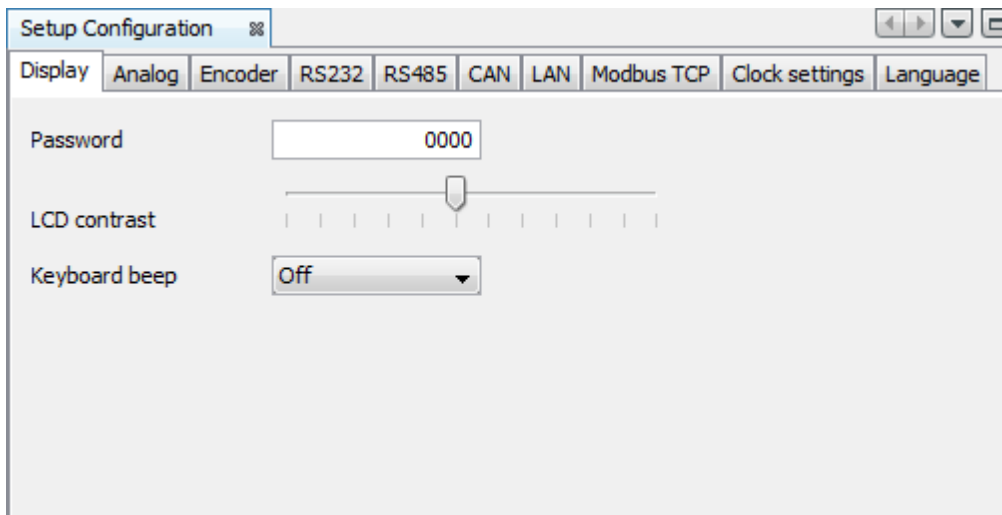 Setup Configuration
Display Analog Encoder RS232 RS485 CAN LAN Modbus TCP Clock settings Language
Password 0000
LCD contrast
Keyboard beep Off